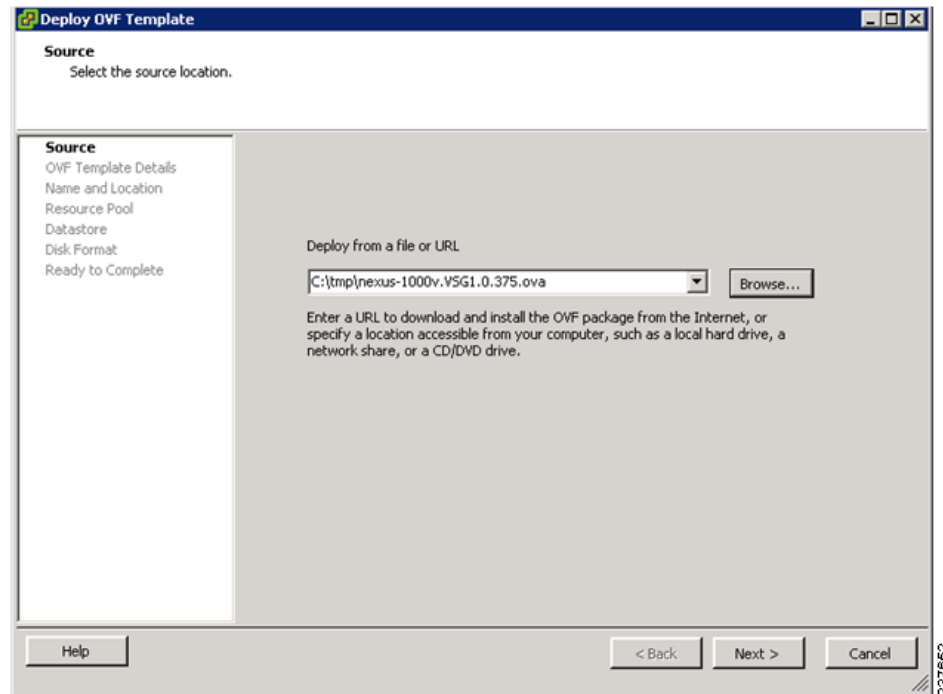 Deploy OVF Template
Source
Select the source location.
Source
OVF Template Details
Name and Location
Resource Pool
Datastore
Disk Format
Ready to Complete
Deploy from a file or URL
C:\tmp\nexus-1000v.VSG1.0.375.ova
Browse...
Enter a URL to download and install the OVF package from the Internet, or
specify a location accessible from your computer, such as a local hard drive, a
network share, or a CD/DVD drive.
Help
< Back
Next >
Cancel